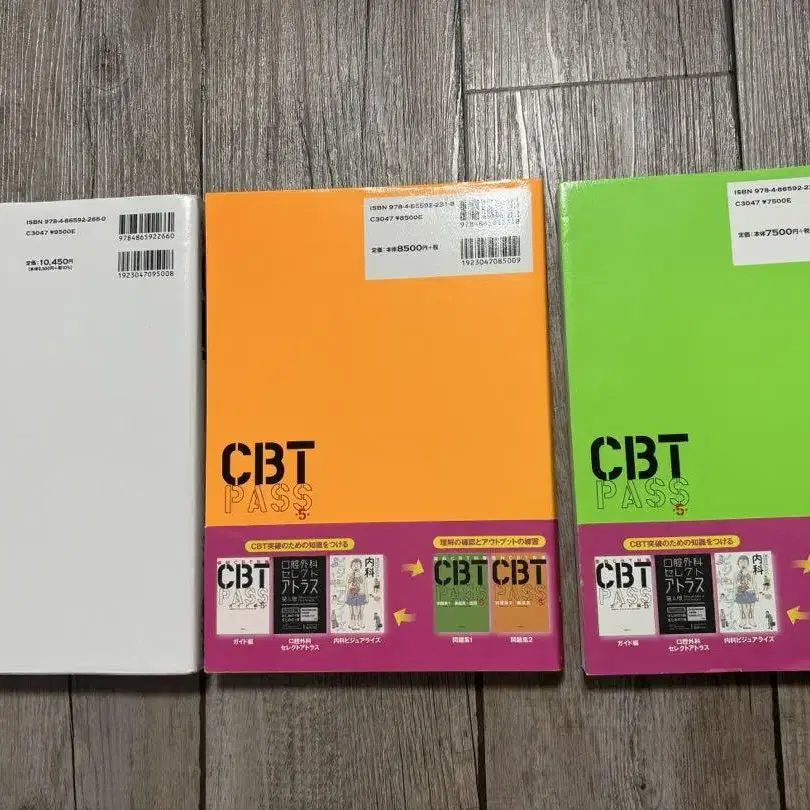 ISBN 978-4-86592-266-0
C3047 ¥9500E
9784865922660
定価：10,450円
1923047095008
ISBN 978-4-86592-231-8
C3047 ¥8500E
定価：本体8500円+税
1923047085009
CBT
PASS
5
CBT突破のための知識をつける
理解の確認とアウトプットの練習
CBT
口腔外科
セレクト
アトラス
内科
CBT
CBT
ガイド編
口腔外科
セレクトアトラス
内科ビジュアライズ
問題集1
問題集2
C3047 ¥7500E
定価：本体7500円+税
CBT
PASS
5
CBT突破のための知識をつける
CBT
口腔外科
セレクト
アトラス
内科
ガイド編
口腔外科
セレクトアトラス
内科ビジュアライズ